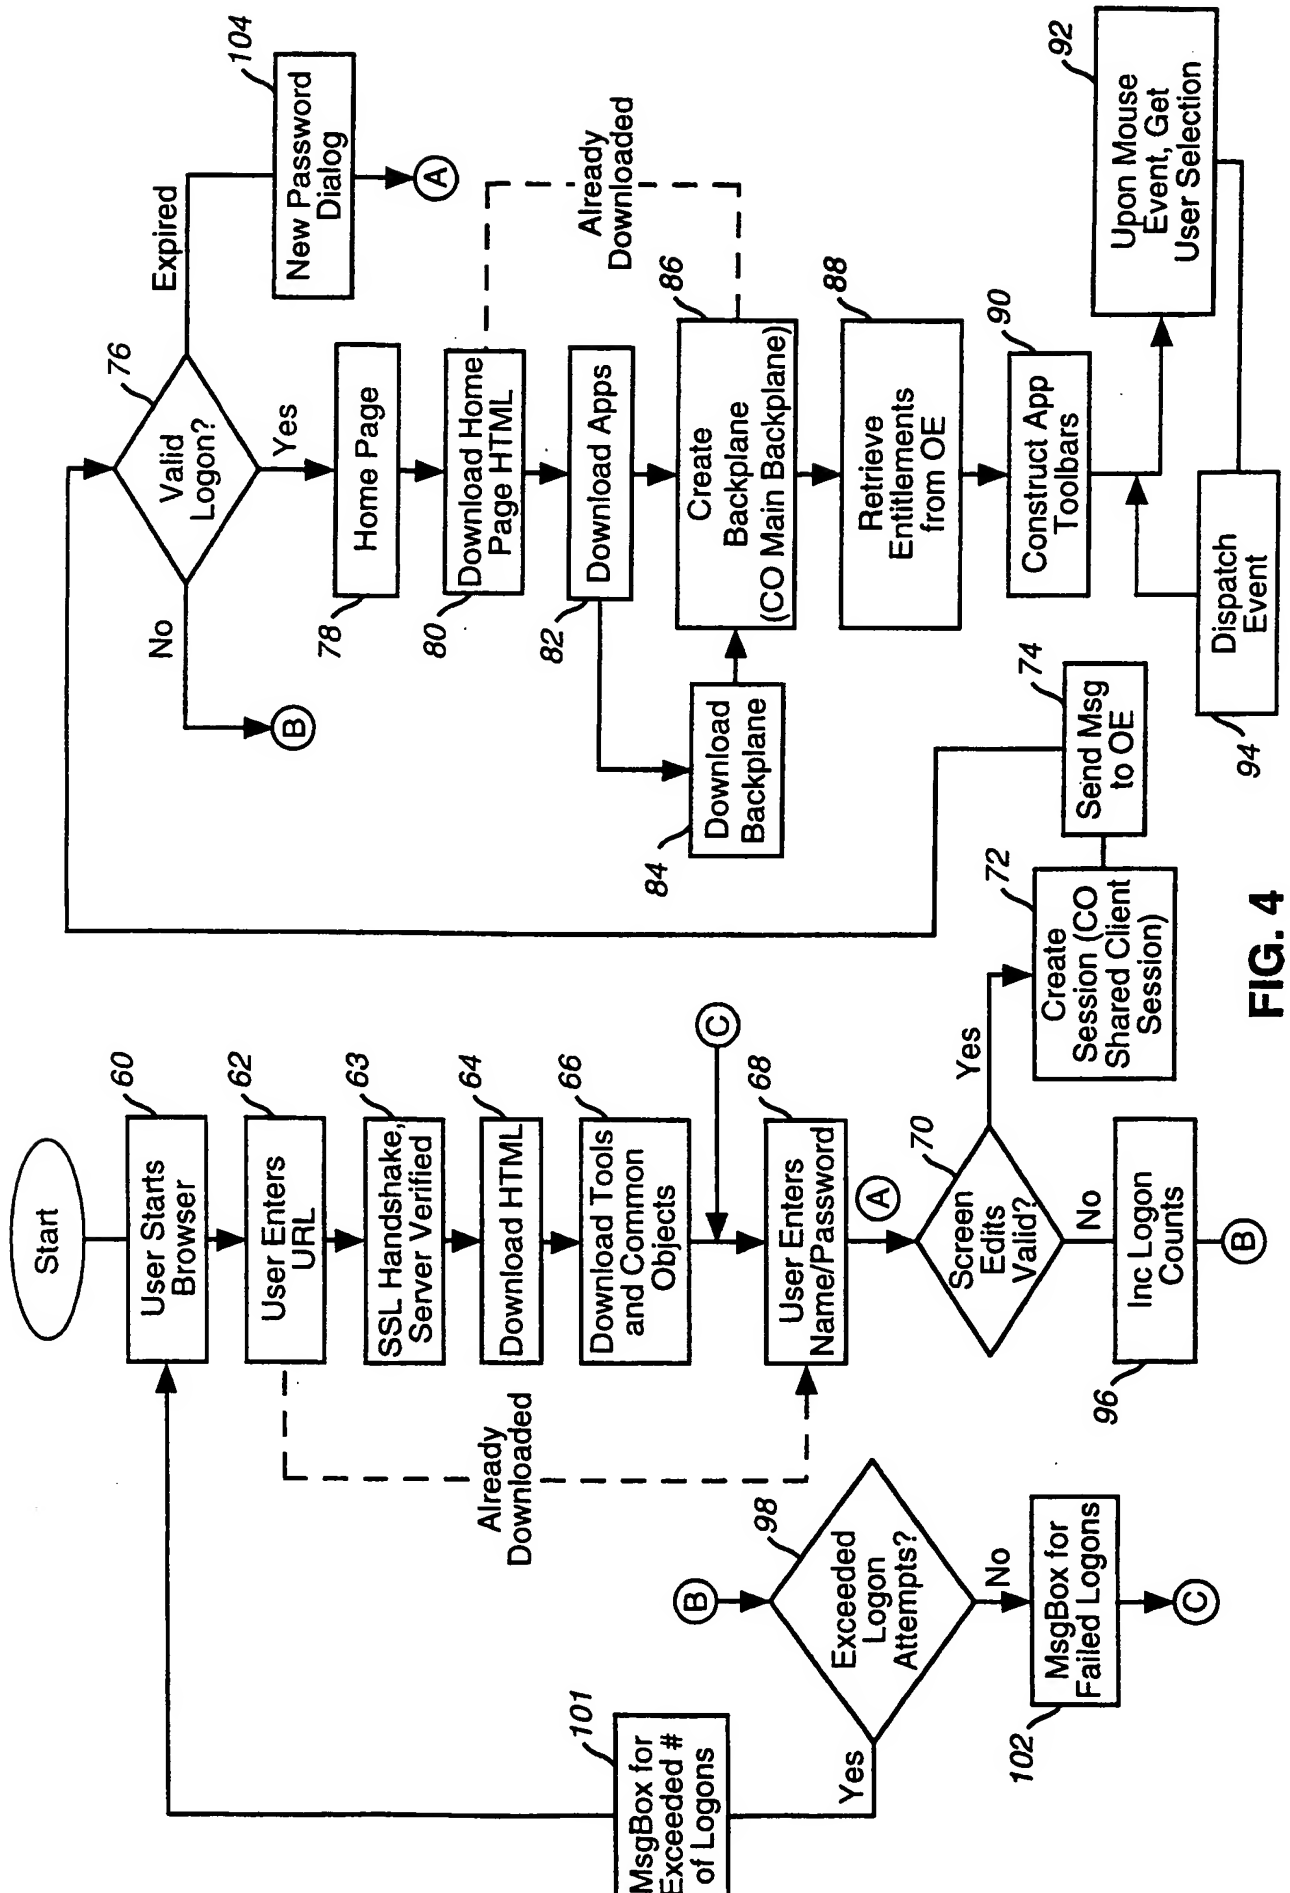 Start
60
User Starts
Browser
62
User Enters
URL
63
SSL Handshake,
Server Verified
64
Download HTML
66
Download Tools
and Common
Objects
C
68
User Enters
Name/Password
Already
Downloaded
A
70
Screen
Edits
Valid?
Yes
No
72
Create
Session (CO
Shared Client
Session)
74
Send Msg
to OE
96
Inc Logon
Counts
B
B
98
Exceeded
Logon
Attempts?
Yes
No
101
MsgBox for
Exceeded #
of Logons
102
MsgBox for
Failed Logons
C
76
Valid
Logon?
No
B
Expired
104
New Password
Dialog
A
Yes
78
Home Page
80
Download Home
Page HTML
Already
Downloaded
82
Download Apps
84
Download
Backplane
86
Create
Backplane
(CO Main Backplane)
88
Retrieve
Entitlements
from OE
90
Construct App
Toolbars
92
Upon Mouse
Event, Get
User Selection
94
Dispatch
Event
FIG. 4